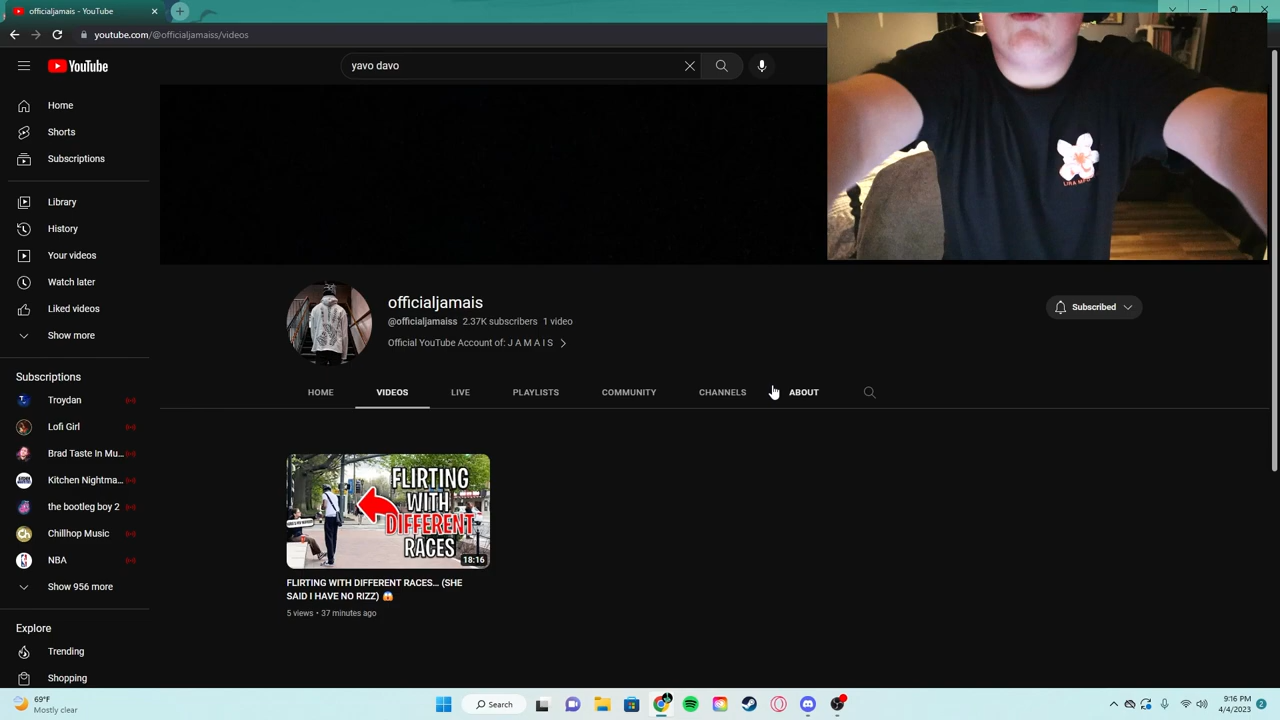 officialjamais - YouTube
youtube.com/@officialjamaiss/videos
YouTube
yavo davo
Home
Shorts
Subscriptions
Library
History
Your videos
Watch later
Liked videos
Show more
Subscriptions
Troydan
Lofi Girl
Brad Taste In Mu...
Kitchen Nightma...
the bootleg boy 2
Chillhop Music
NBA
Show 956 more
Explore
Trending
Shopping
officialjamais
@officialjamaiss 2.37K subscribers 1 video
Official YouTube Account of: J A M A I S
Subscribed
HOME VIDEOS LIVE PLAYLISTS COMMUNITY CHANNELS ABOUT
FLIRTING
WITH
DIFFERENT
RACES
18:16
FLIRTING WITH DIFFERENT RACES... (SHE
SAID I HAVE NO RIZZ) 😱
5 views • 37 minutes ago
69°F
Mostly clear
Search
9:16 PM
4/4/2023
2